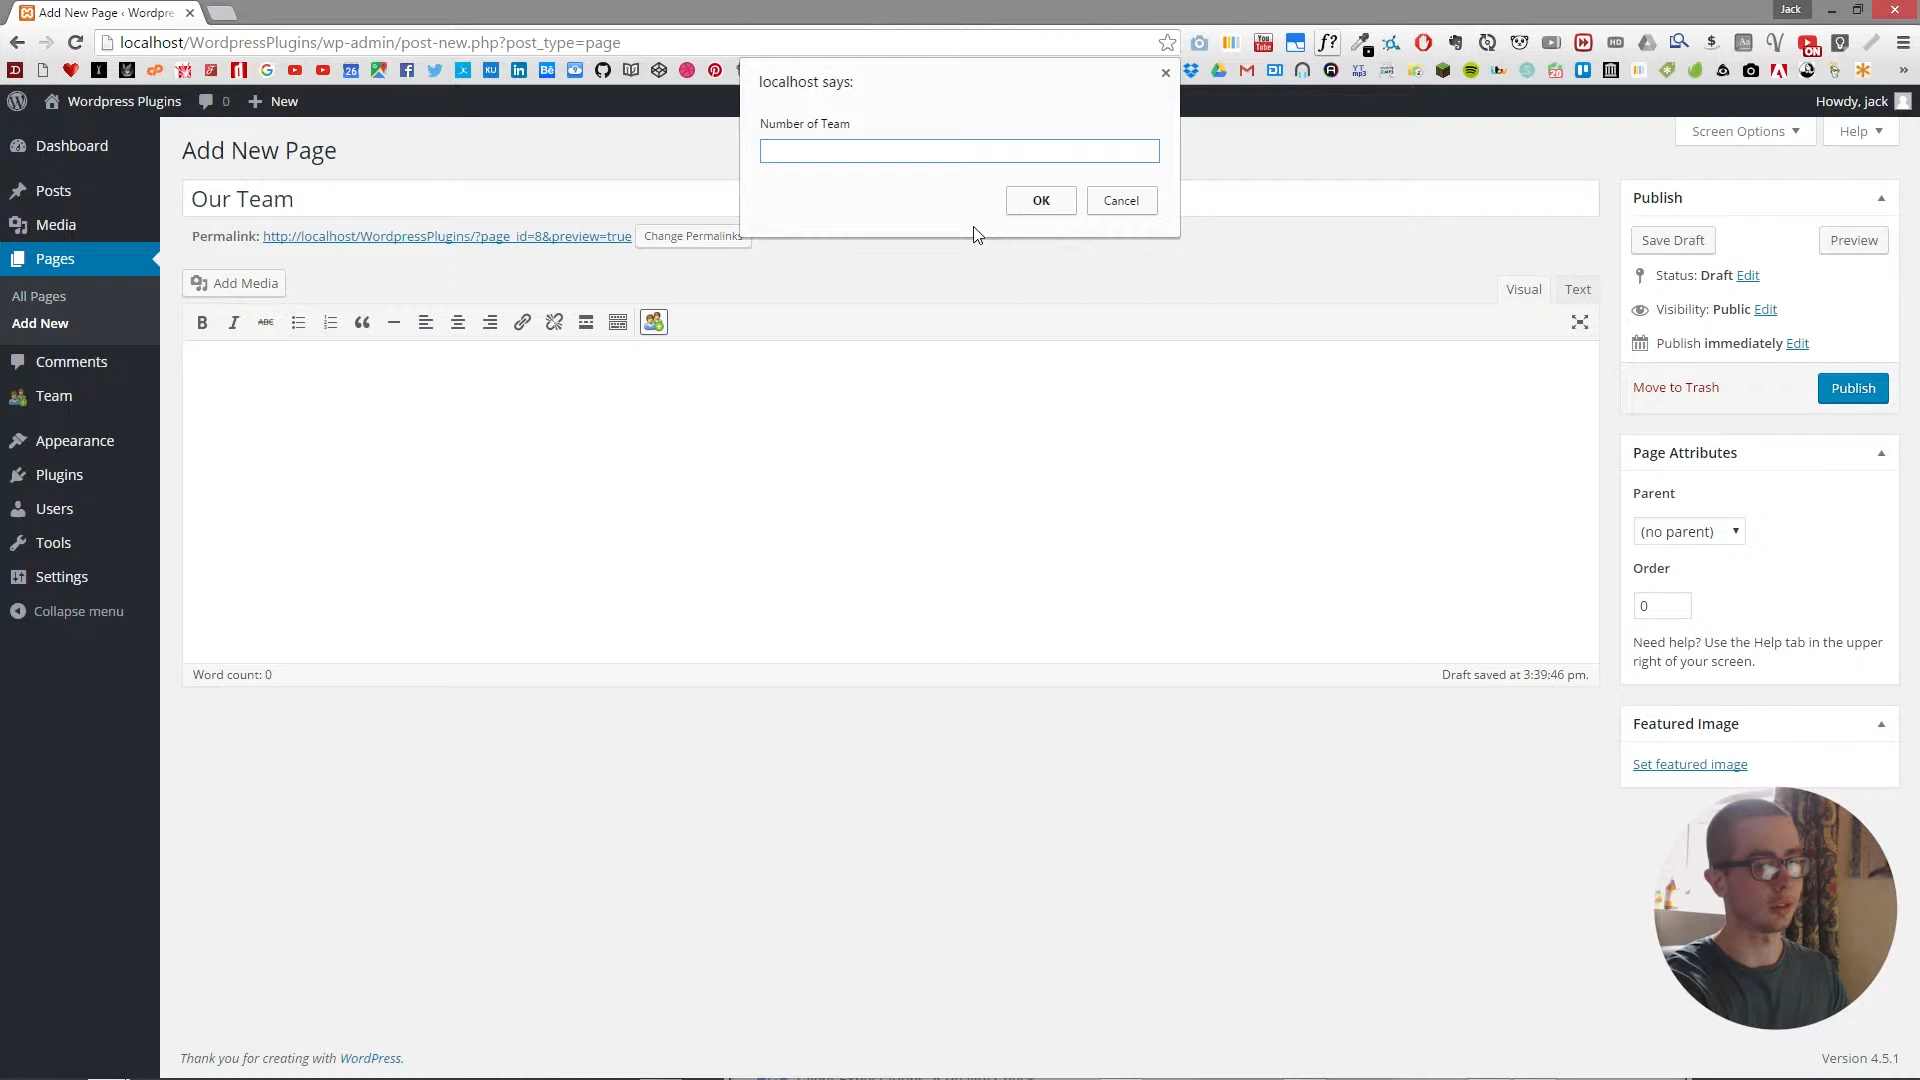 Add New Page ‹ Wordpre
Jack
localhost/WordpressPlugins/wp-admin/post-new.php?post_type=page
Wordpress Plugins
0
New
Howdy, jack
localhost says:
Number of Team
OK
Cancel
Screen Options
Help
Dashboard
Posts
Media
Pages
All Pages
Add New
Comments
Team
Appearance
Plugins
Users
Tools
Settings
Collapse menu
Add New Page
Our Team
Permalink: http://localhost/WordpressPlugins/?page_id=8&preview=true
Change Permalinks
Add Media
Visual
Text
B I ABC
Word count: 0
Draft saved at 3:39:46 pm.
Publish
Save Draft
Preview
Status: Draft Edit
Visibility: Public Edit
Publish immediately Edit
Move to Trash
Publish
Page Attributes
Parent
(no parent)
Order
0
Need help? Use the Help tab in the upper
right of your screen.
Featured Image
Set featured image
Thank you for creating with WordPress.
Version 4.5.1